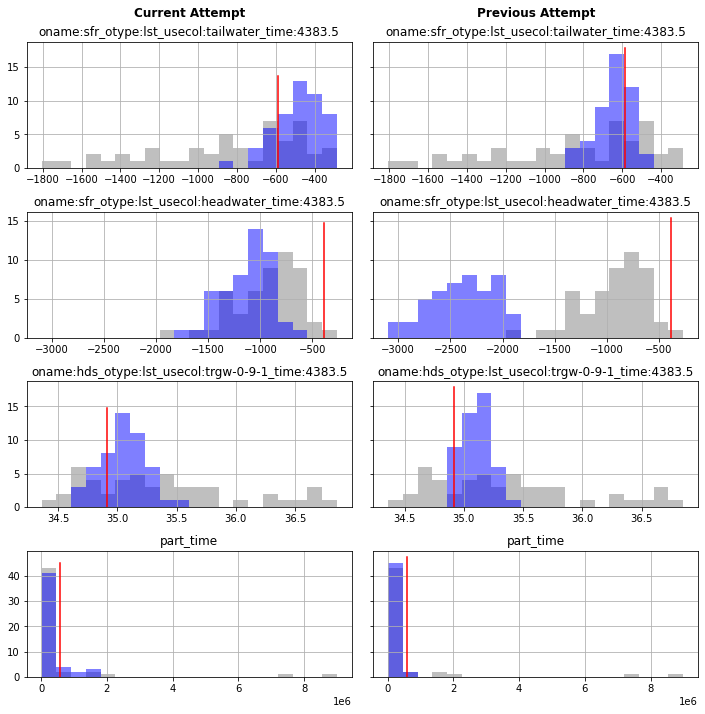 Current Attempt
Previous Attempt
oname:sfr_otype:lst_usecol:tailwater_time:4383.5
oname:sfr_otype:lst_usecol:tailwater_time:4383.5
15
10
5
0
−1800 −1600 −1400 −1200 −1000 −800 −600 −400
−1800 −1600 −1400 −1200 −1000 −800 −600 −400
oname:sfr_otype:lst_usecol:headwater_time:4383.5
oname:sfr_otype:lst_usecol:headwater_time:4383.5
15
10
5
0
−3000 −2500 −2000 −1500 −1000 −500
−3000 −2500 −2000 −1500 −1000 −500
oname:hds_otype:lst_usecol:trgw-0-9-1_time:4383.5
oname:hds_otype:lst_usecol:trgw-0-9-1_time:4383.5
15
10
5
0
34.5 35.0 35.5 36.0 36.5
34.5 35.0 35.5 36.0 36.5
part_time
part_time
40
30
20
10
0
0 2 4 6 8
1e6
0 2 4 6 8
1e6